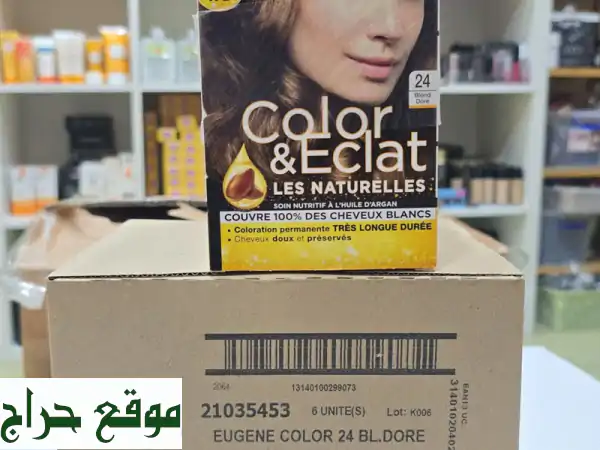 24
Blond
Doré
Color
&Eclat
LES NATURELLES
SOIN NUTRITIF À L'HUILE D'ARGAN
COUVRE 100% DES CHEVEUX BLANCS
• Coloration permanente TRÈS LONGUE DURÉE
• Cheveux doux et préservés
2064
13140100299073
21035453 6 UNITE(S) Lot: K006
EUGENE COLOR 24 BL.DORE
موقع حراج